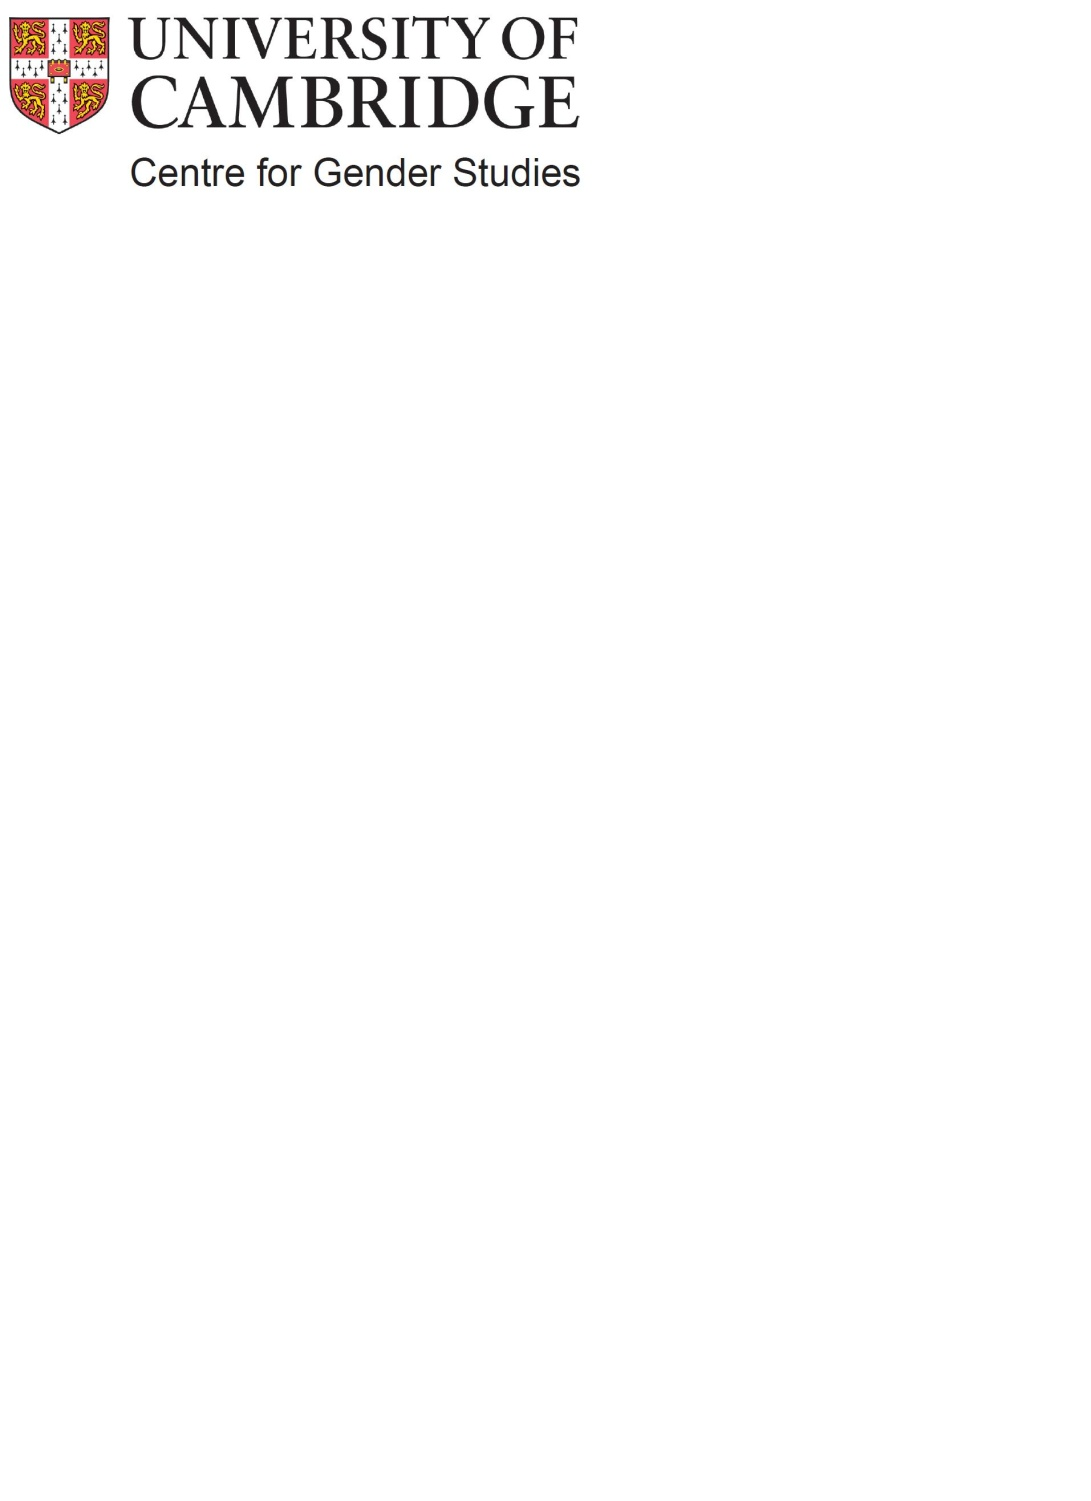 UNIVERSITY OF
CAMBRIDGE
Centre for Gender Studies